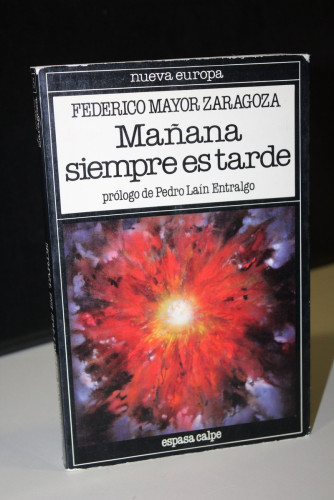 nueva europa
FEDERICO MAYOR ZARAGOZA
Mañana
siempre es tarde
prólogo de Pedro Laín Entralgo
espasa calpe